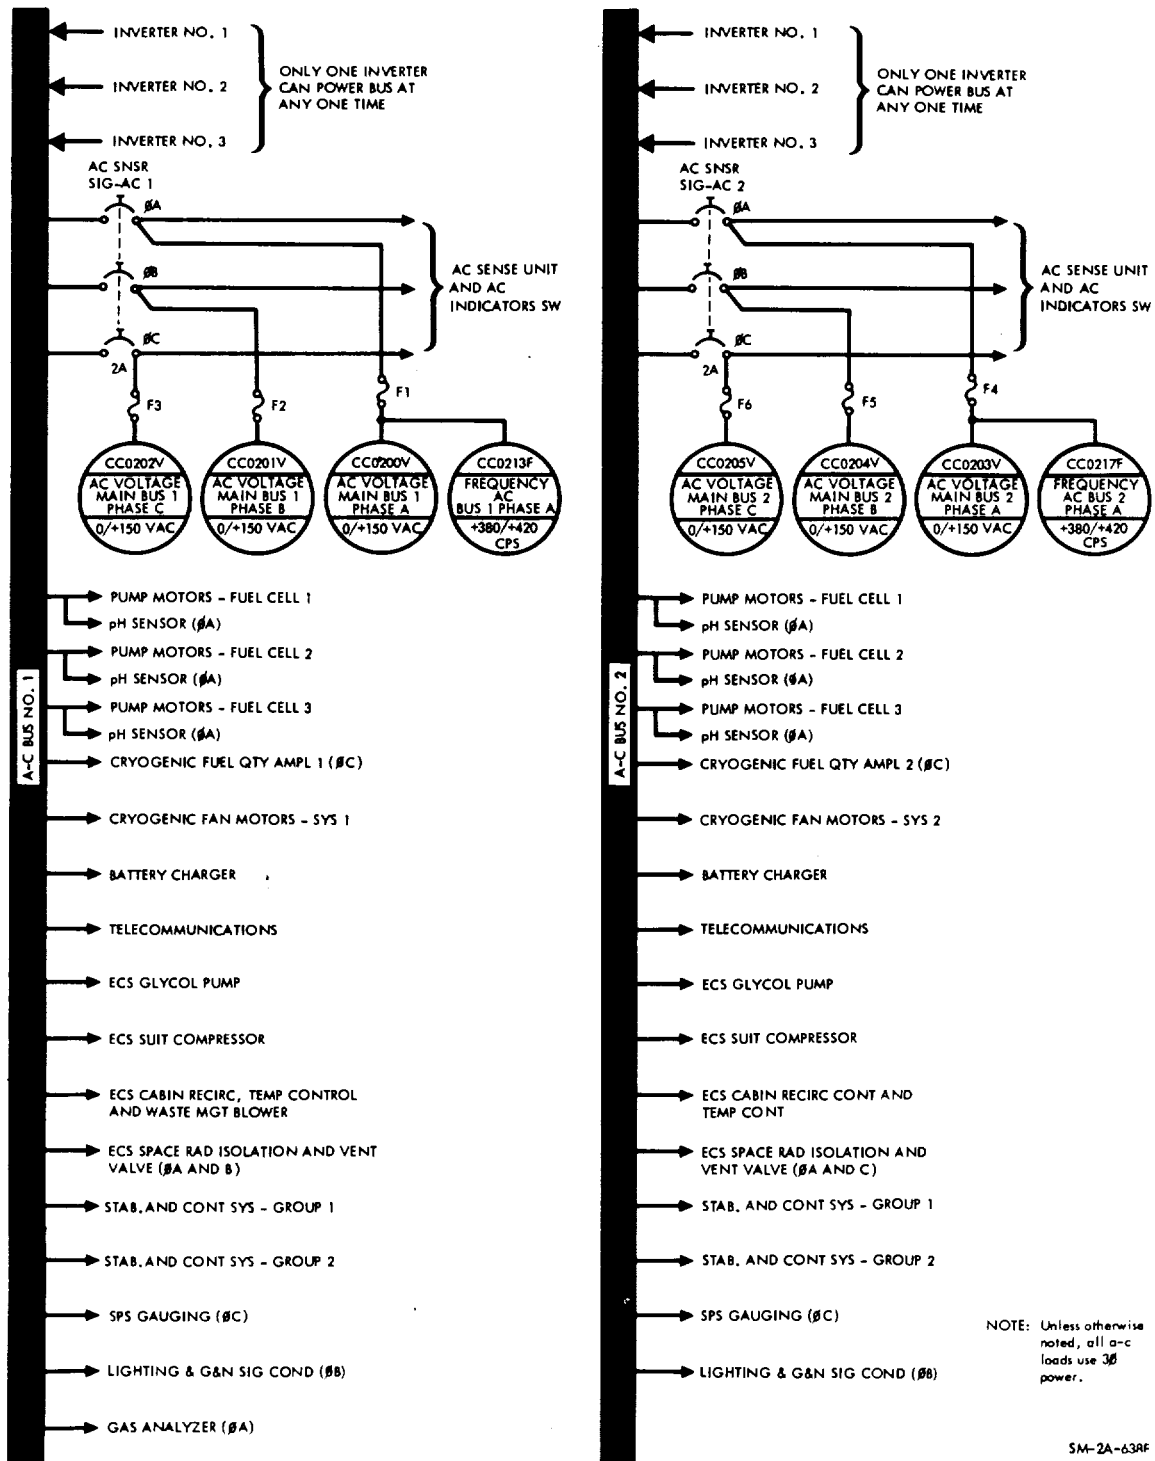 INVERTER NO. 1
INVERTER NO. 2
INVERTER NO. 3
ONLY ONE INVERTER
CAN POWER BUS AT
ANY ONE TIME
AC SNSR
SIG-AC 1
ØA
ØB
ØC
2A
AC SENSE UNIT
AND AC
INDICATORS SW
F3
F2
F1
CC0202V
AC VOLTAGE
MAIN BUS 1
PHASE C
0/+150 VAC
CC0201V
AC VOLTAGE
MAIN BUS 1
PHASE B
0/+150 VAC
CC0200V
AC VOLTAGE
MAIN BUS 1
PHASE A
0/+150 VAC
CC0213F
FREQUENCY
AC
BUS 1 PHASE A
+380/+420
CPS
A-C BUS NO. 1
PUMP MOTORS - FUEL CELL 1
pH SENSOR (ØA)
PUMP MOTORS - FUEL CELL 2
pH SENSOR (ØA)
PUMP MOTORS - FUEL CELL 3
pH SENSOR (ØA)
CRYOGENIC FUEL QTY AMPL 1 (ØC)
CRYOGENIC FAN MOTORS - SYS 1
BATTERY CHARGER
TELECOMMUNICATIONS
ECS GLYCOL PUMP
ECS SUIT COMPRESSOR
ECS CABIN RECIRC, TEMP CONTROL
AND WASTE MGT BLOWER
ECS SPACE RAD ISOLATION AND VENT
VALVE (ØA AND B)
STAB. AND CONT SYS - GROUP 1
STAB. AND CONT SYS - GROUP 2
SPS GAUGING (ØC)
LIGHTING & G&N SIG COND (ØB)
GAS ANALYZER (ØA)
INVERTER NO. 1
INVERTER NO. 2
INVERTER NO. 3
ONLY ONE INVERTER
CAN POWER BUS AT
ANY ONE TIME
AC SNSR
SIG-AC 2
ØA
ØB
ØC
2A
AC SENSE UNIT
AND AC
INDICATORS SW
F6
F5
F4
CC0205V
AC VOLTAGE
MAIN BUS 2
PHASE C
0/+150 VAC
CC0204V
AC VOLTAGE
MAIN BUS 2
PHASE B
0/+150 VAC
CC0203V
AC VOLTAGE
MAIN BUS 2
PHASE A
0/+150 VAC
CC0217F
FREQUENCY
AC BUS 2
PHASE A
+380/+420
CPS
A-C BUS NO. 2
PUMP MOTORS - FUEL CELL 1
pH SENSOR (ØA)
PUMP MOTORS - FUEL CELL 2
pH SENSOR (ØA)
PUMP MOTORS - FUEL CELL 3
pH SENSOR (ØA)
CRYOGENIC FUEL QTY AMPL 2 (ØC)
CRYOGENIC FAN MOTORS - SYS 2
BATTERY CHARGER
TELECOMMUNICATIONS
ECS GLYCOL PUMP
ECS SUIT COMPRESSOR
ECS CABIN RECIRC CONT AND
TEMP CONT
ECS SPACE RAD ISOLATION AND
VENT VALVE (ØA AND C)
STAB. AND CONT SYS - GROUP 1
STAB. AND CONT SYS - GROUP 2
SPS GAUGING (ØC)
LIGHTING & G&N SIG COND (ØB)
NOTE: Unless otherwise
noted, all a-c
loads use 3Ø
power.
SM-2A-638F